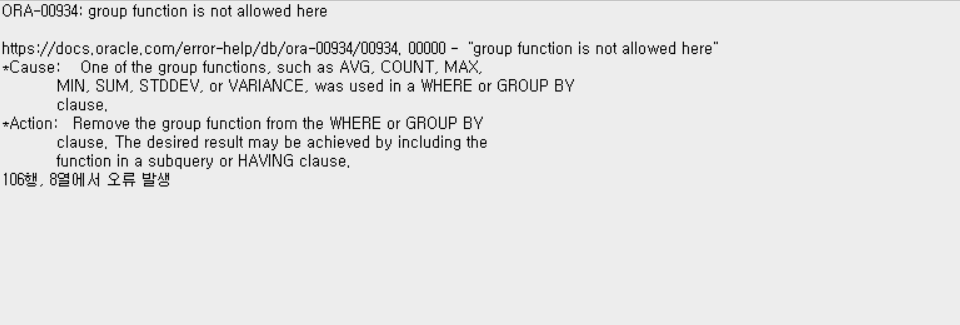 ORA-00934: group function is not allowed here
https://docs.oracle.com/error-help/db/ora-00934/00934. 00000 - "group function is not allowed here"
*Cause: One of the group functions, such as AVG, COUNT, MAX,
MIN, SUM, STDDEV, or VARIANCE, was used in a WHERE or GROUP BY
clause.
*Action: Remove the group function from the WHERE or GROUP BY
clause. The desired result may be achieved by including the
function in a subquery or HAVING clause.
106행, 8열에서 오류 발생